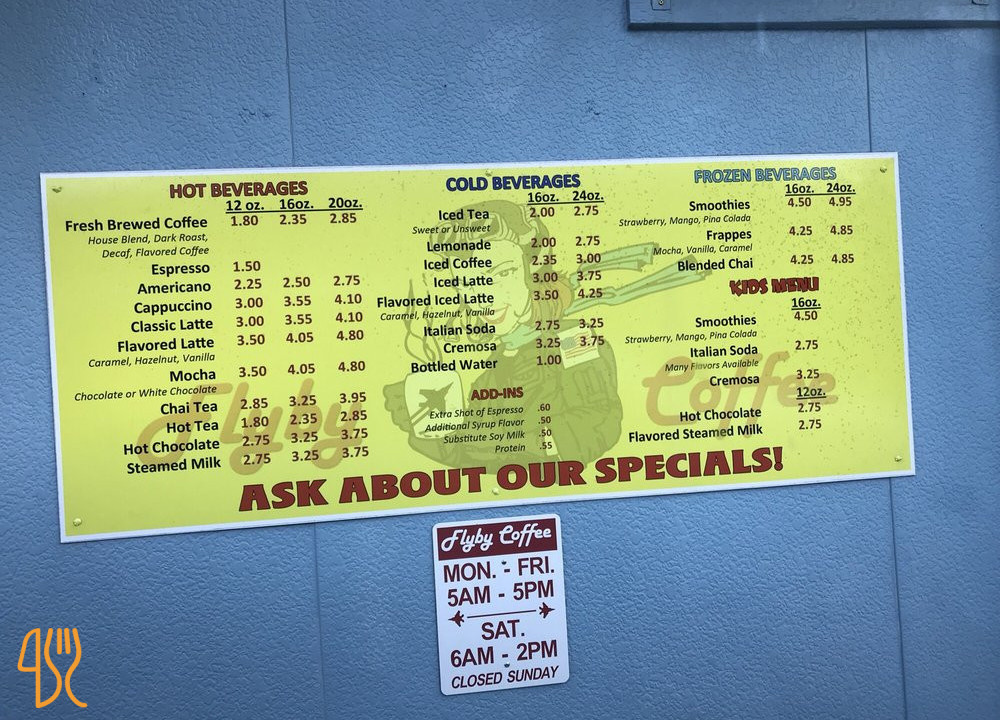 HOT BEVERAGES
12 oz. 16oz. 20oz.
Fresh Brewed Coffee 1.80 2.35 2.85
House Blend, Dark Roast,
Decaf, Flavored Coffee
Espresso 1.50
Americano 2.25 2.50 2.75
Cappuccino 3.00 3.55 4.10
Classic Latte 3.00 3.55 4.10
Flavored Latte 3.50 4.05 4.80
Caramel, Hazelnut, Vanilla
Mocha 3.50 4.05 4.80
Chocolate or White Chocolate
Chai Tea 2.85 3.25 3.95
Hot Tea 1.80 2.35 2.85
Hot Chocolate 2.75 3.25 3.75
Steamed Milk 2.75 3.25 3.75
COLD BEVERAGES
16oz. 24oz.
Iced Tea 2.00 2.75
Sweet or Unsweet
Lemonade 2.00 2.75
Iced Coffee 2.35 3.00
Iced Latte 3.00 3.75
Flavored Iced Latte 3.50 4.25
Caramel, Hazelnut, Vanilla
Italian Soda 2.75 3.25
Cremosa 3.25 3.75
Bottled Water 1.00
ADD-INS
Extra Shot of Espresso .60
Additional Syrup Flavor .50
Substitute Soy Milk .50
Protein .55
FROZEN BEVERAGES
16oz. 24oz.
Smoothies 4.50 4.95
Strawberry, Mango, Pina Colada
Frappes 4.25 4.85
Mocha, Vanilla, Caramel
Blended Chai 4.25 4.85
KIDS MENU
16oz.
Smoothies 4.50
Strawberry, Mango, Pina Colada
Italian Soda 2.75
Many Flavors Available
Cremosa 3.25
12oz.
Hot Chocolate 2.75
Flavored Steamed Milk 2.75
Flyby Coffee
ASK ABOUT OUR SPECIALS!
Flyby Coffee
MON. - FRI.
5AM - 5PM
SAT.
6AM - 2PM
CLOSED SUNDAY